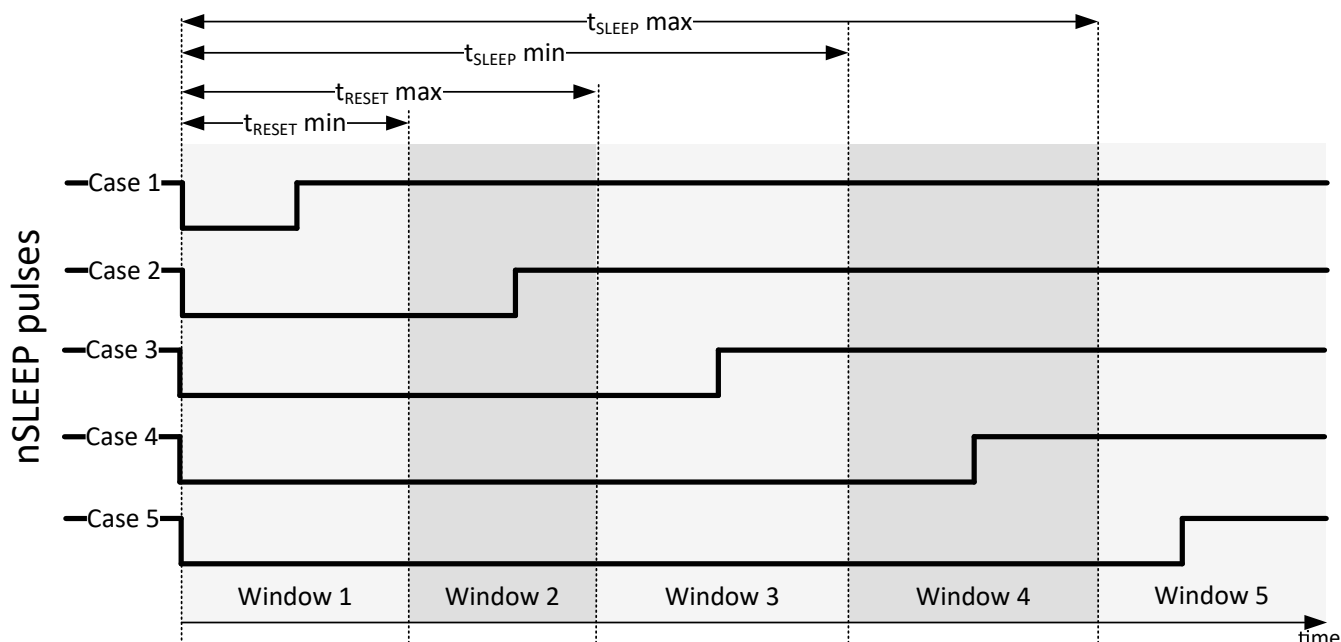 tSLEEP max
tSLEEP min
tRESET max
tRESET min
nSLEEP pulses
Case 1
Case 2
Case 3
Case 4
Case 5
Window 1 Window 2 Window 3 Window 4 Window 5
time